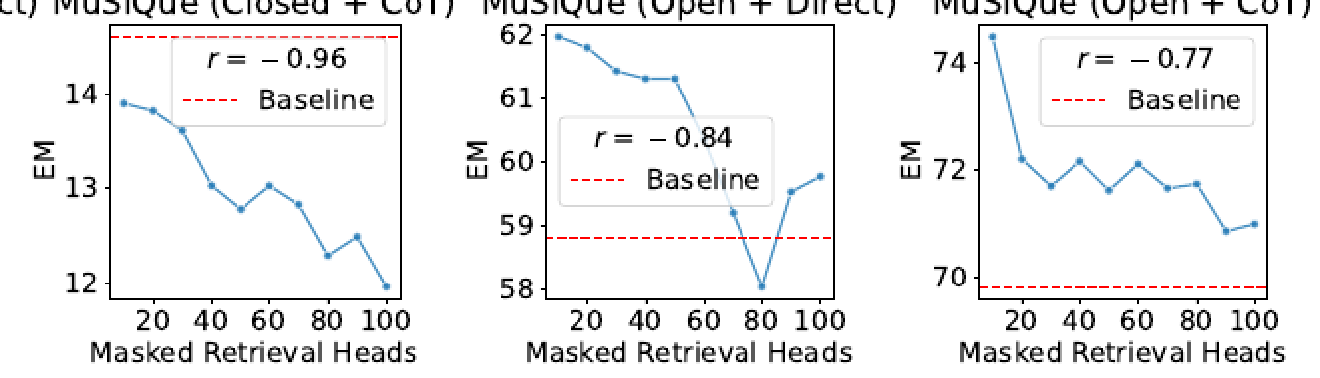 ct) MuSiQue (Closed + CoT) MuSiQue (Open + Direct) MuSiQue (Open + CoT)
r = − 0.96
Baseline
EM
14
13
12
20 40 60 80 100
Masked Retrieval Heads
r = − 0.84
Baseline
EM
62
61
60
59
58
20 40 60 80 100
Masked Retrieval Heads
r = − 0.77
Baseline
EM
74
72
70
20 40 60 80 100
Masked Retrieval Heads